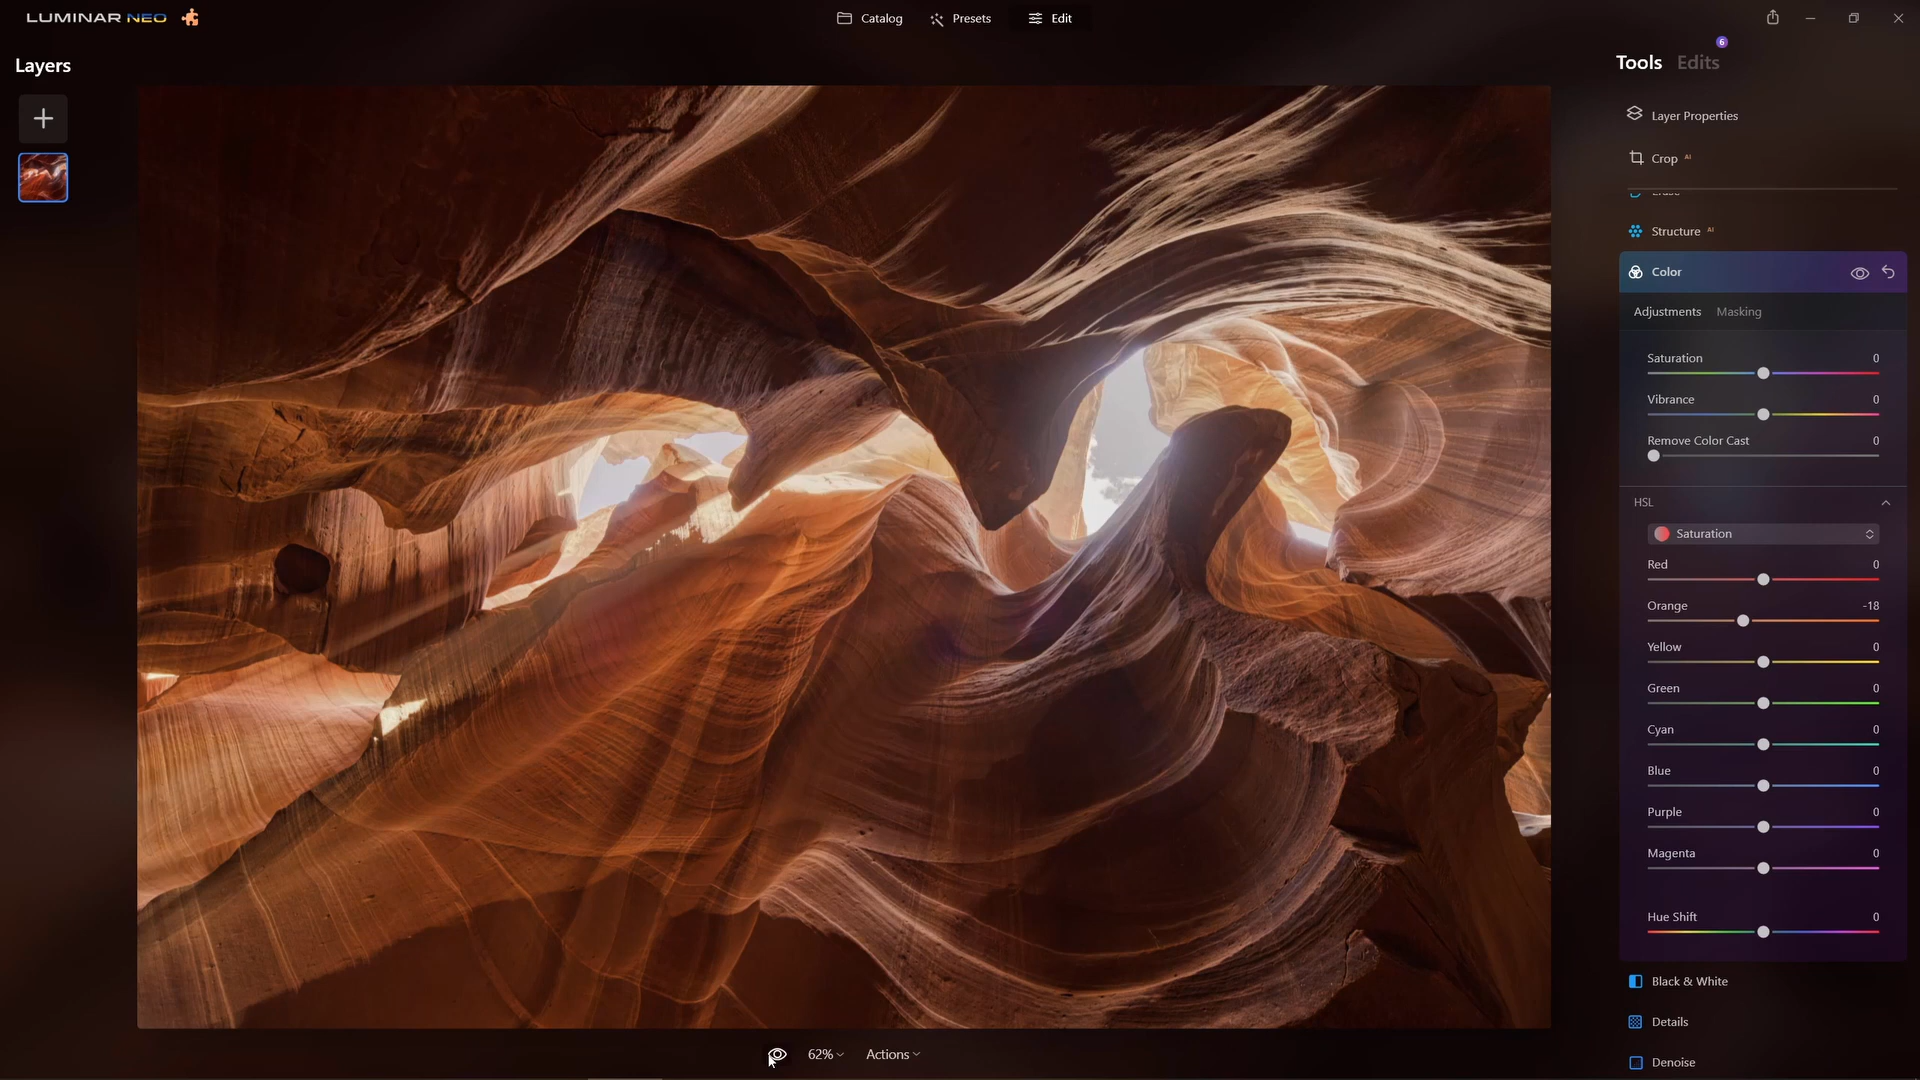 LUMINAR NEO
Catalog
Presets
Edit
Layers
6
Tools
Edits
Layer Properties
Crop AI
Erase
Structure AI
Color
Adjustments
Masking
Saturation 0
Vibrance 0
Remove Color Cast 0
HSL
Saturation
Red 0
Orange -18
Yellow 0
Green 0
Cyan 0
Blue 0
Purple 0
Magenta 0
Hue Shift 0
Black & White
Details
Denoise
62%
Actions